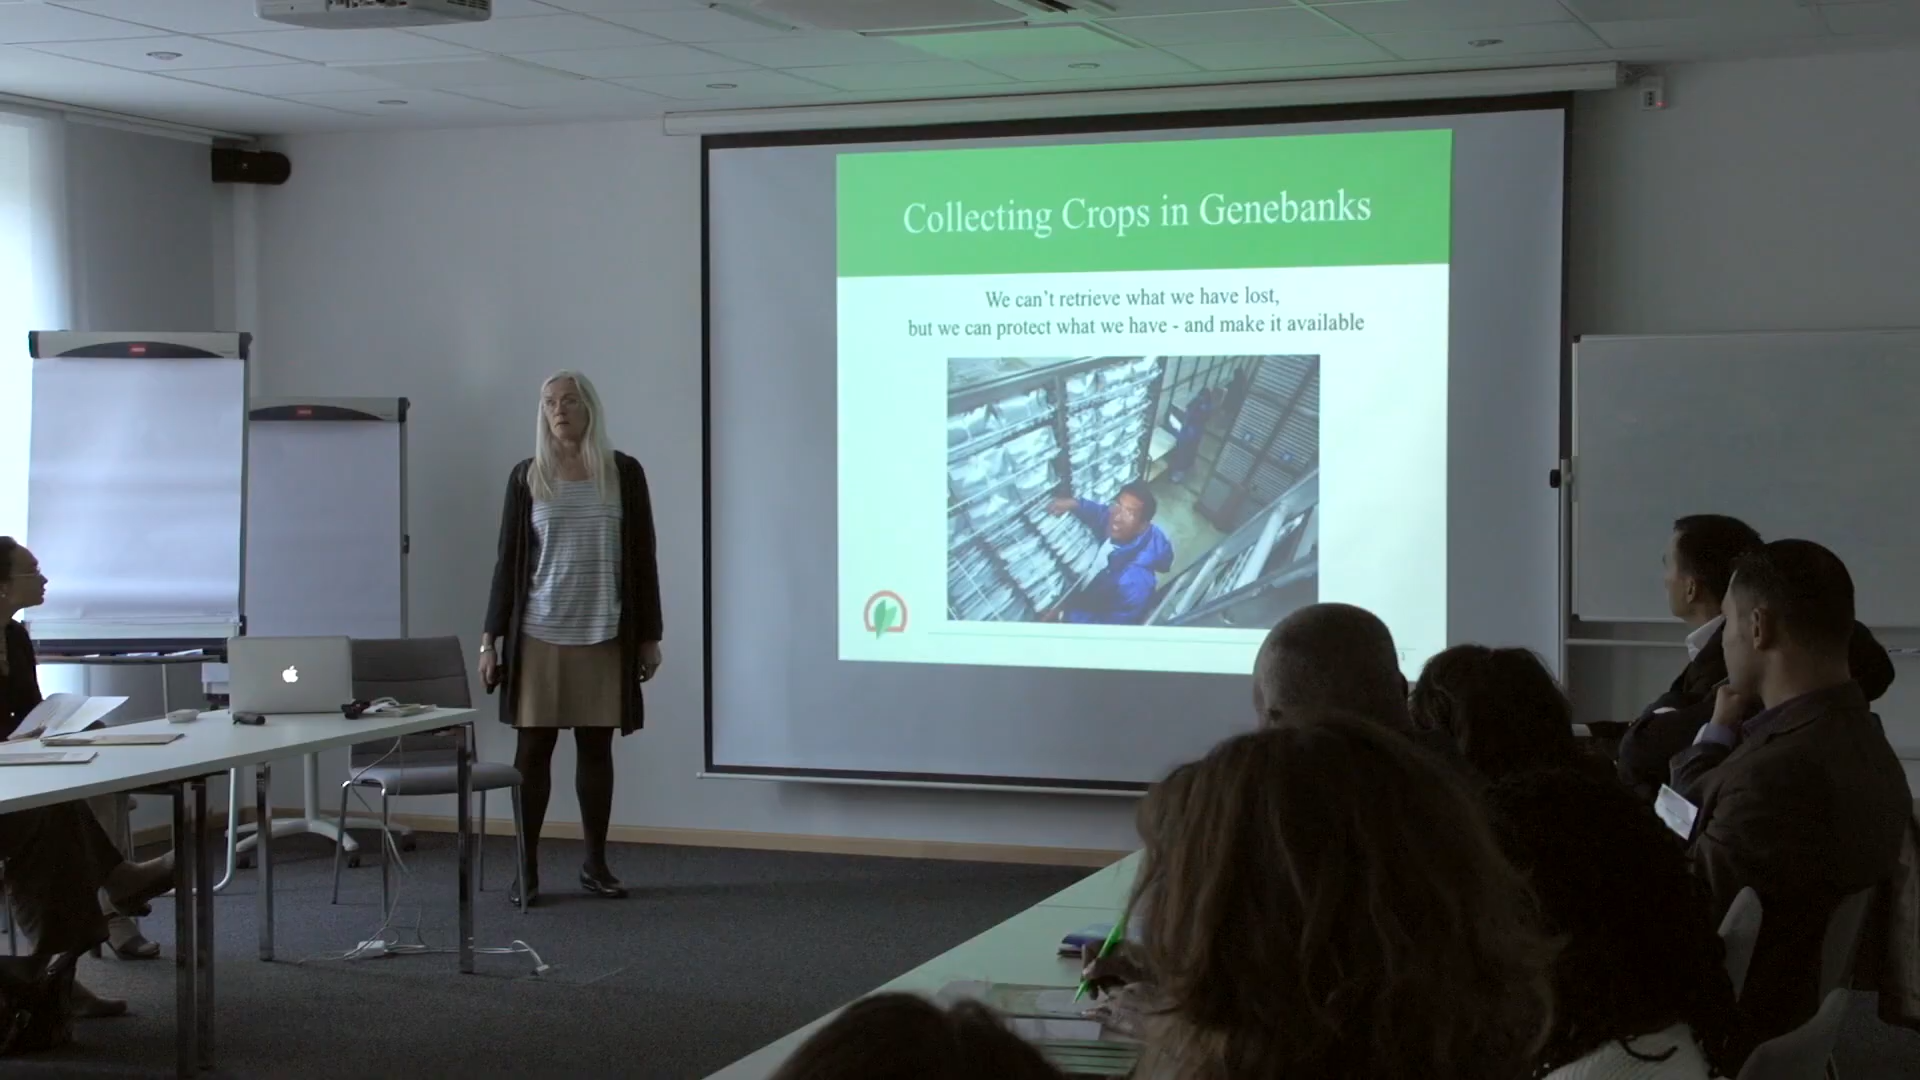 Collecting Crops in Genebanks
We can't retrieve what we have lost,
but we can protect what we have - and make it available
3